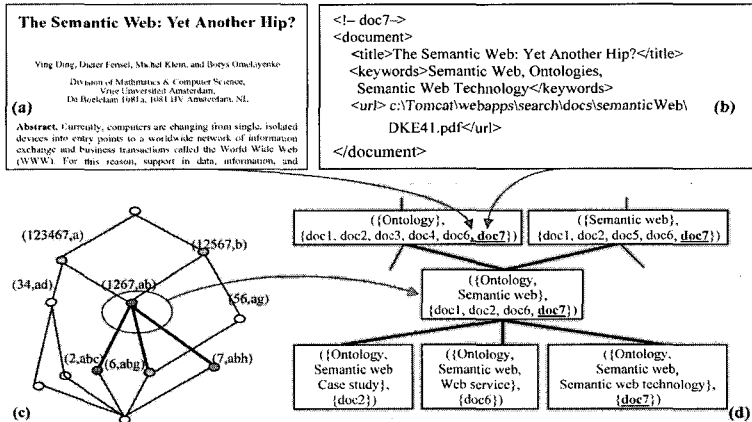 The Semantic Web: Yet Another Hip?
Ying Ding, Dieter Fensel, Michel Klein, and Borys Omelayenko
Division of Mathematics & Computer Science,
Vrije Universiteit Amsterdam,
De Boelelaan 1081a, 1081 HV Amsterdam, NL
(a)
Abstract. Currently, computers are changing from single, isolated
devices into entry points to a worldwide network of information
exchange and business transactions called the World Wide Web
(WWW). For this reason, support in data, information, and
<!– doc7–>
<document>
<title>The Semantic Web: Yet Another Hip?</title>
<keywords>Semantic Web, Ontologies,
Semantic Web Technology</keywords>
<url> c:\Tomcat\webapps\search\docs\semanticWeb\
DKE41.pdf</url>
</document>
(b)
(123467,a)
(12567,b)
(34,ad)
(1267,ab)
(56,ag)
(2,abc)
(6,abg)
(7,abh)
(c)
({Ontology},
{doc1, doc2, doc3, doc4, doc6, doc7})
({Semantic web},
{doc1, doc2, doc5, doc6, doc7})
({Ontology,
Semantic web},
{doc1, doc2, doc6, doc7})
({Ontology,
Semantic web
Case study},
{doc2})
({Ontology,
Semantic web,
Web service},
{doc6})
({Ontology,
Semantic web,
Semantic web technology},
{doc7})
(d)